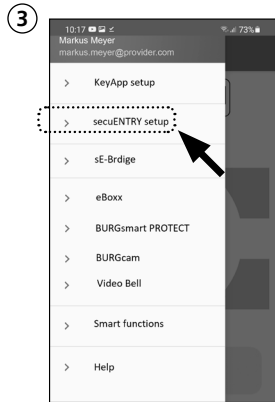 3
10:17
73%
Markus Meyer
markus.meyer@provider.com
KeyApp setup
secuENTRY setup
sE-Brdige
eBoxx
BURGsmart PROTECT
BURGcam
Video Bell
Smart functions
Help